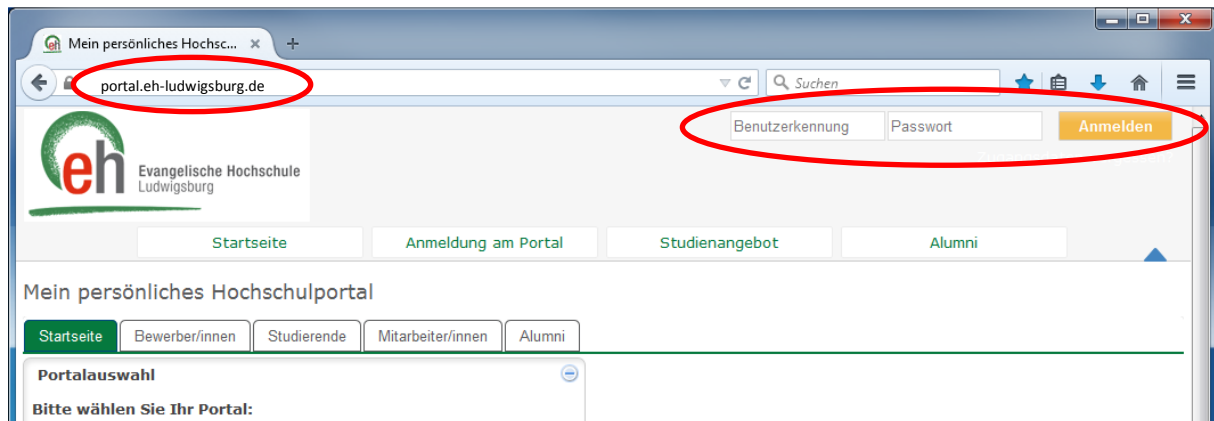 Mein persönliches Hochsc...
portal.eh-ludwigsburg.de
Suchen
Benutzerkennung Passwort Anmelden
eh Evangelische Hochschule
Ludwigsburg
Startseite Anmeldung am Portal Studienangebot Alumni
Mein persönliches Hochschulportal
Startseite Bewerber/innen Studierende Mitarbeiter/innen Alumni
Portalauswahl
Bitte wählen Sie Ihr Portal: